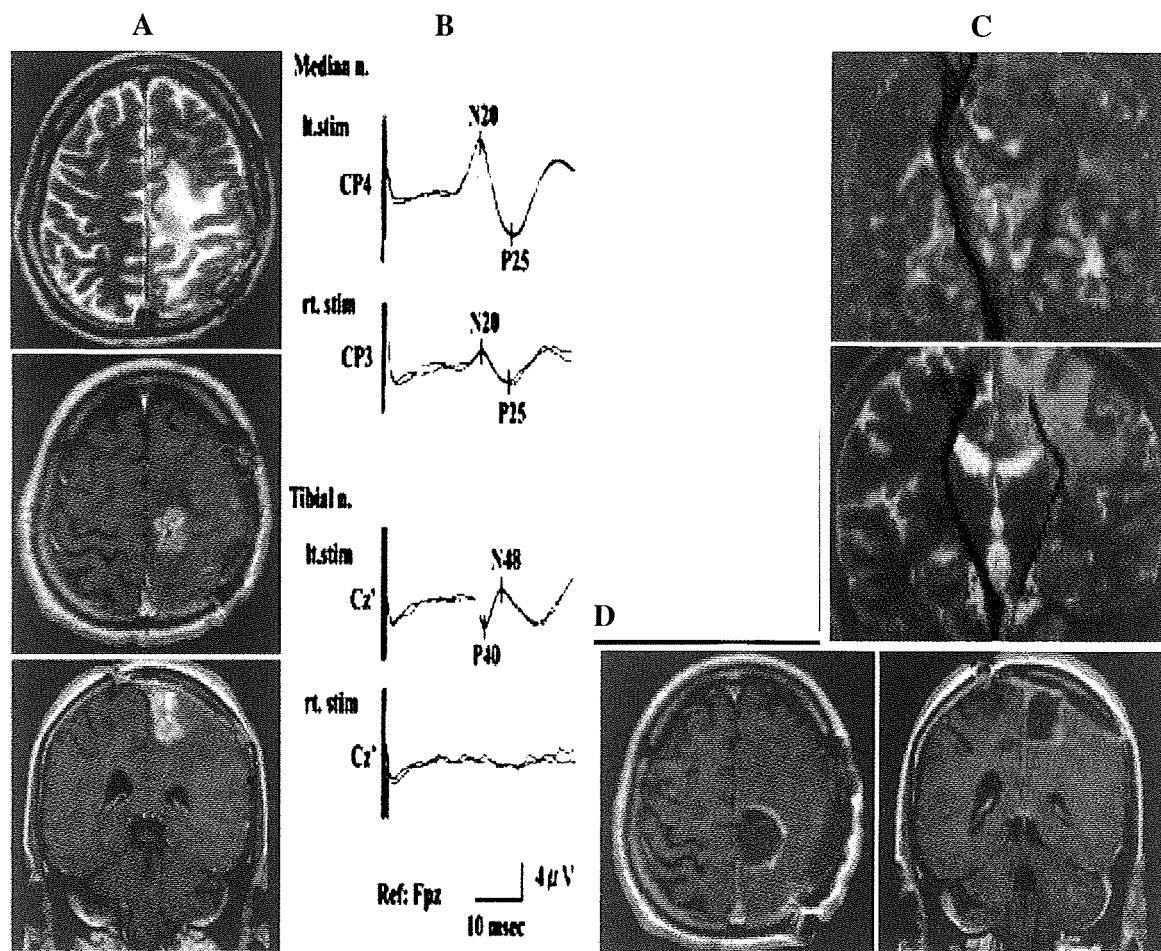 A
B
C
Median n.
lt.stim
N20
CP4
P25
rt. stim
N20
CP3
P25
Tibial n.
lt.stim
N48
Cz'
P40
D
rt. stim
Cz'
Ref: Fpz
4 μV
10 msec